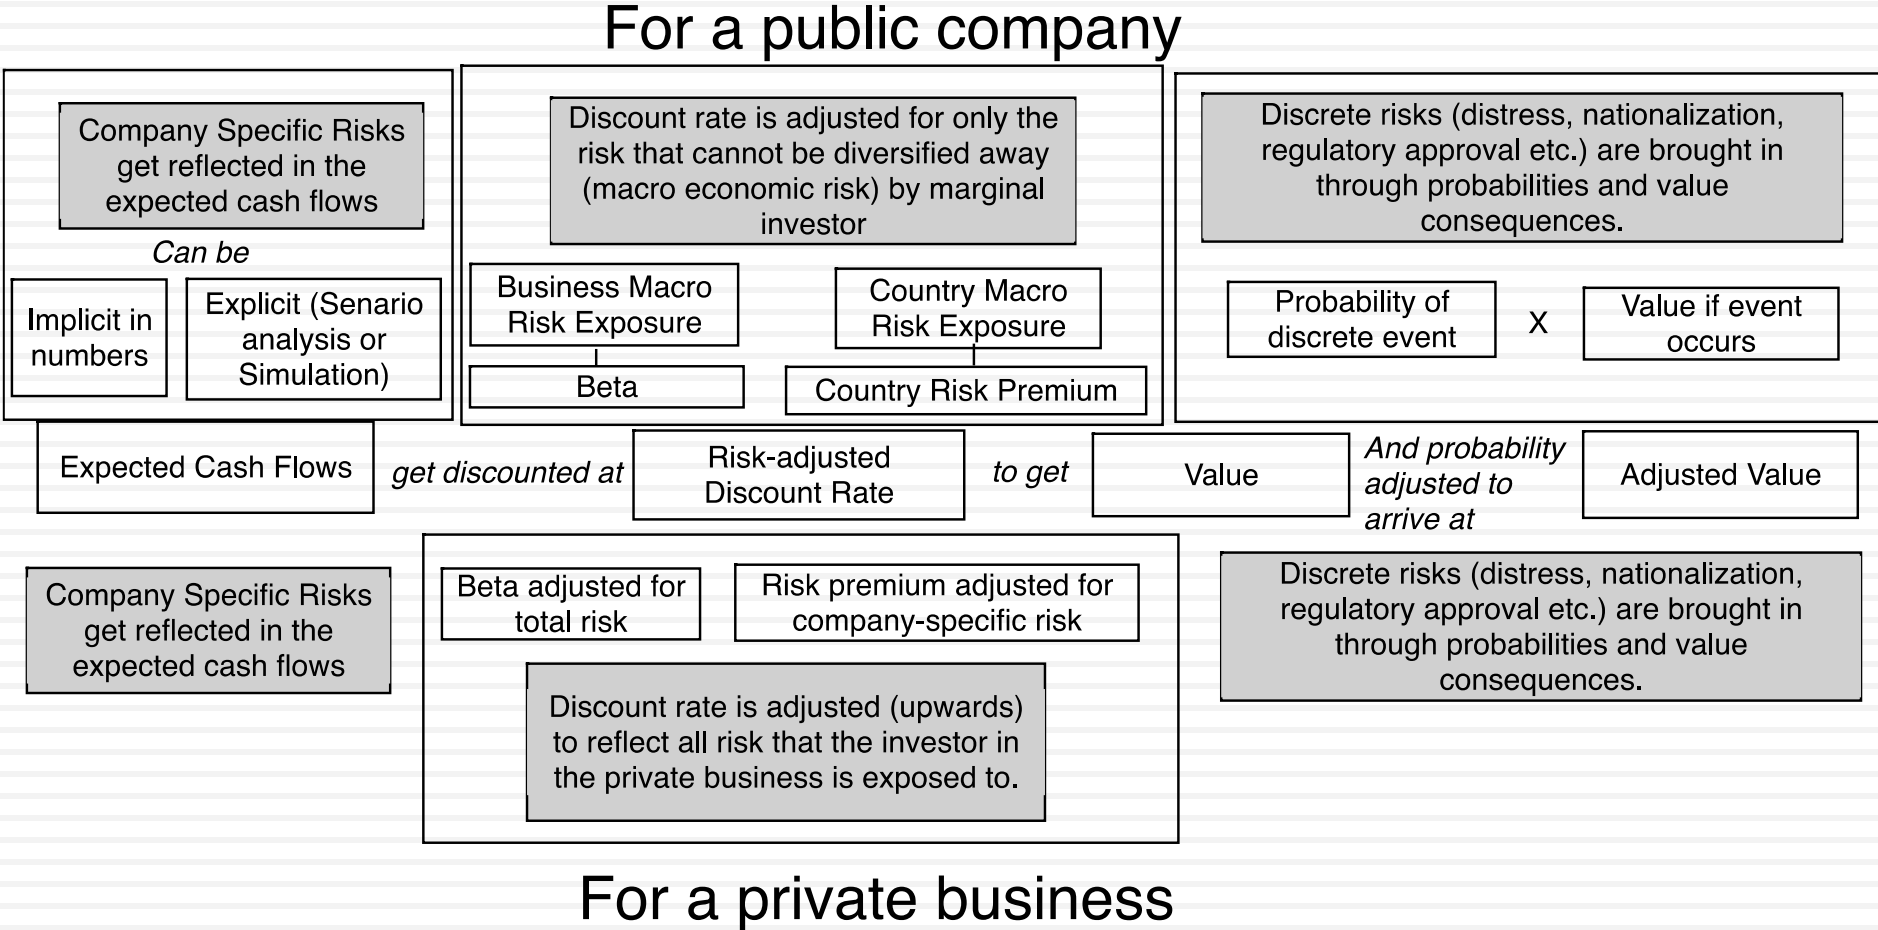 For a public company
Company Specific Risks
get reflected in the
expected cash flows
Can be
Implicit in
numbers
Explicit (Senario
analysis or
Simulation)
Discount rate is adjusted for only the
risk that cannot be diversified away
(macro economic risk) by marginal
investor
Business Macro
Risk Exposure
Beta
Country Macro
Risk Exposure
Country Risk Premium
Discrete risks (distress, nationalization,
regulatory approval etc.) are brought in
through probabilities and value
consequences.
Probability of
discrete event
X
Value if event
occurs
Expected Cash Flows
get discounted at
Risk-adjusted
Discount Rate
to get
Value
And probability
adjusted to
arrive at
Adjusted Value
Company Specific Risks
get reflected in the
expected cash flows
Beta adjusted for
total risk
Risk premium adjusted for
company-specific risk
Discount rate is adjusted (upwards)
to reflect all risk that the investor in
the private business is exposed to.
Discrete risks (distress, nationalization,
regulatory approval etc.) are brought in
through probabilities and value
consequences.
For a private business